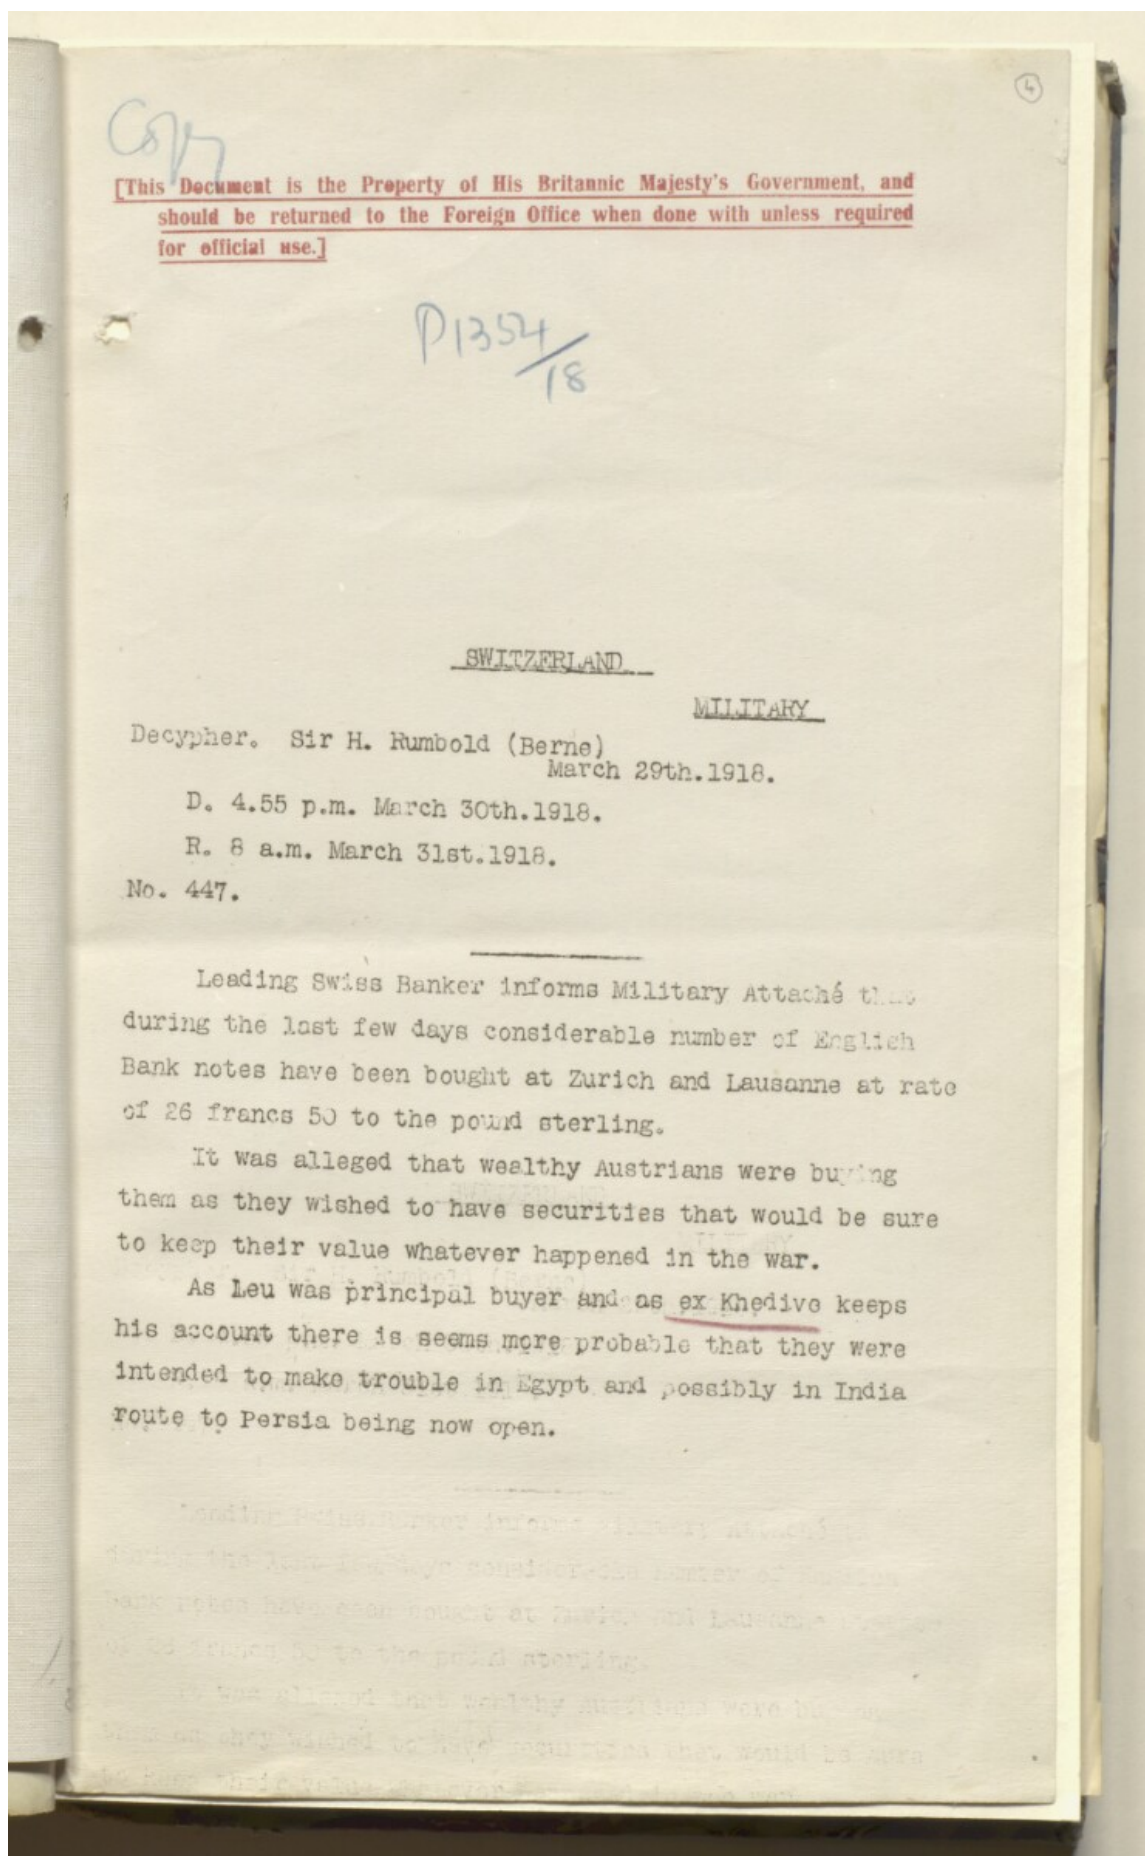 4
Copy
[This Document is the Property of His Britannic Majesty's Government, and
should be returned to the Foreign Office when done with unless required
for official use.]
P1354/18
SWITZERLAND
MILITARY
Decypher. Sir H. Rumbold (Berne)
March 29th.1918.
D. 4.55 p.m. March 30th.1918.
R. 8 a.m. March 31st.1918.
No. 447.
Leading Swiss Banker informs Military Attaché that
during the last few days considerable number of English
Bank notes have been bought at Zurich and Lausanne at rate
of 26 francs 50 to the pound sterling.
It was alleged that wealthy Austrians were buying
them as they wished to have securities that would be sure
to keep their value whatever happened in the war.
As Leu was principal buyer and as ex Khedive keeps
his account there is seems more probable that they were
intended to make trouble in Egypt and possibly in India
route to Persia being now open.